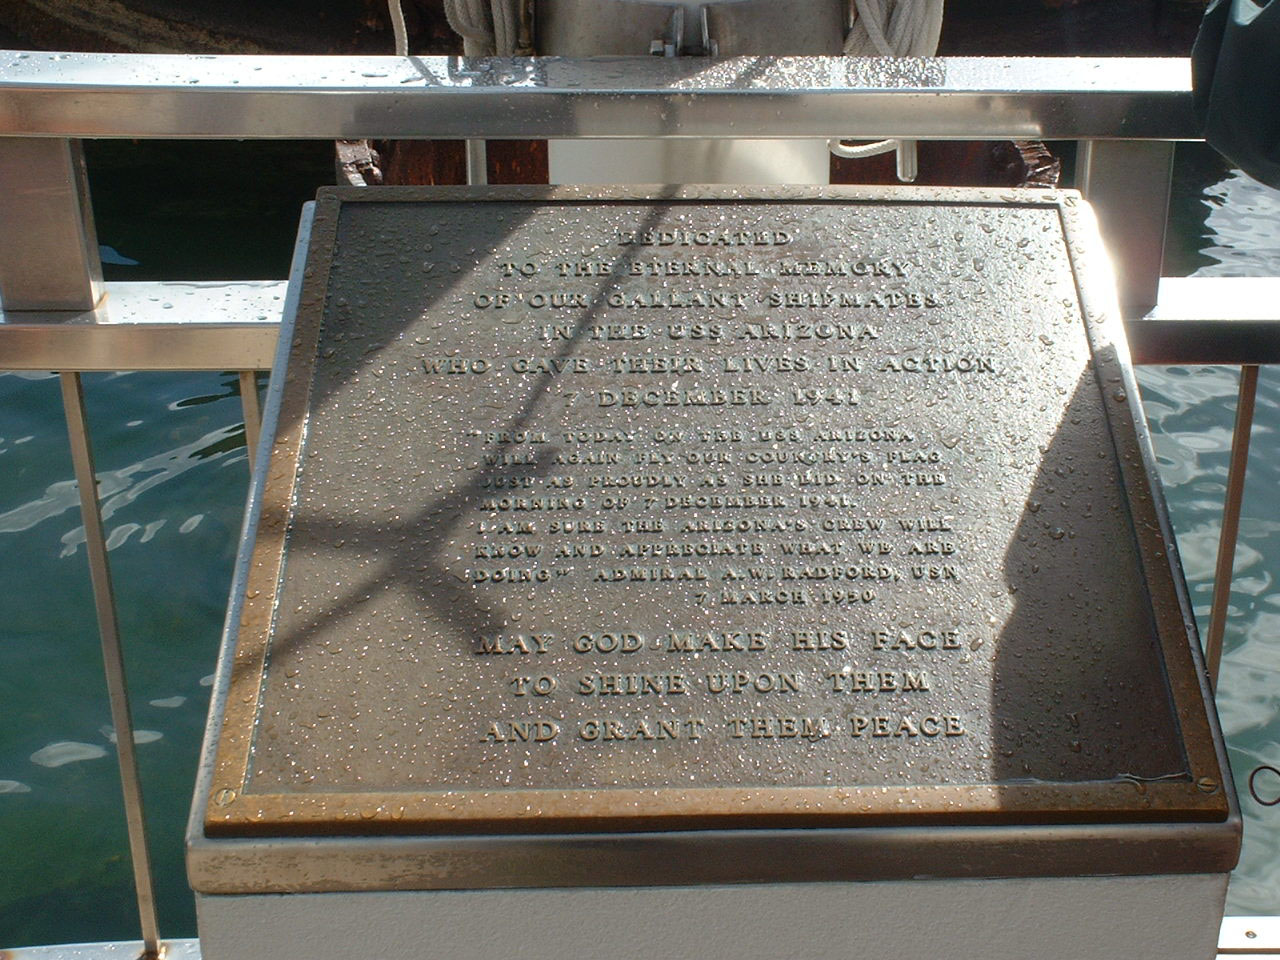 DEDICATED
TO THE ETERNAL MEMORY
OF OUR GALLANT SHIPMATES
IN THE USS ARIZONA
WHO GAVE THEIR LIVES IN ACTION
7 DECEMBER 1941
"FROM TODAY ON THE USS ARIZONA
WILL AGAIN FLY OUR COUNTRY'S FLAG
JUST AS PROUDLY AS SHE DID ON THE
MORNING OF 7 DECEMBER 1941.
I AM SURE THE ARIZONA'S CREW WILL
KNOW AND APPRECIATE WHAT WE ARE
DOING" ADMIRAL A.W. RADFORD, USN
7 MARCH 1950
MAY GOD MAKE HIS FACE
TO SHINE UPON THEM
AND GRANT THEM PEACE